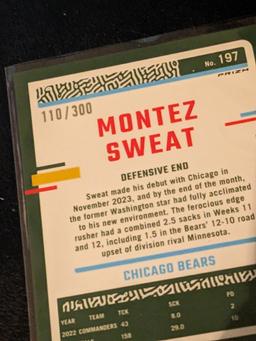 No. 197
PRIZM
110/300
MONTEZ
SWEAT
DEFENSIVE END
Sweat made his debut with Chicago in
November 2023, and by the end of the month,
the former Washington star had fully acclimated
to his new environment. The ferocious edge
rusher had a combined 2.5 sacks in Weeks 11
and 12, including 1.5 in the Bears' 12-10 road
upset of division rival Minnesota.
CHICAGO BEARS
YEAR TEAM TCK SCK PD
2022 COMMANDERS 43 8.0 2
158 29.0 10